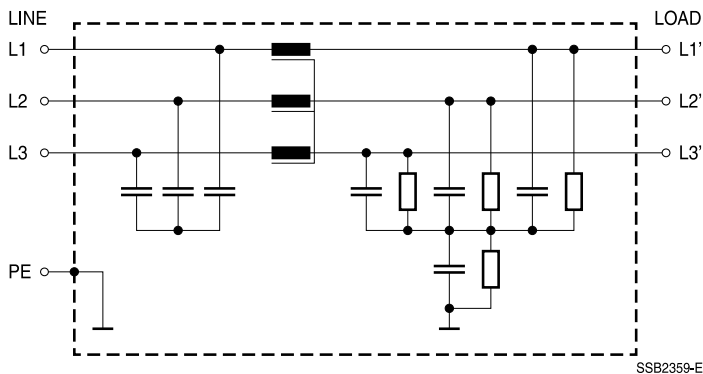 LINE LOAD
L1 L1'
L2 L2'
L3 L3'
PE
SSB2359-E